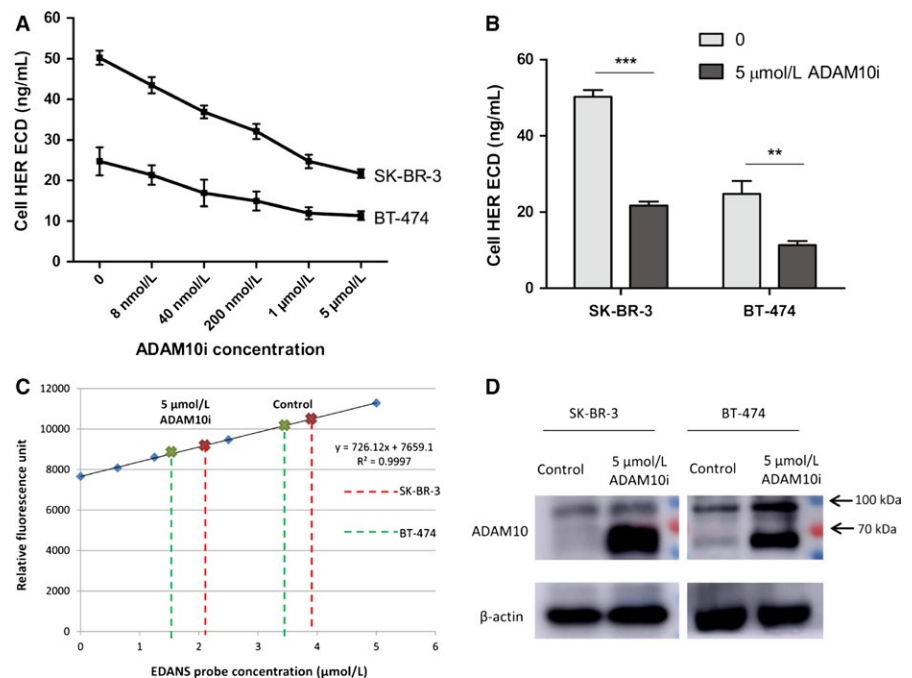 A
Cell HER ECD (ng/mL)
60
50
40
30
20
10
0
SK-BR-3
BT-474
0
8 nmol/L
40 nmol/L
200 nmol/L
1 μmol/L
5 μmol/L
ADAM10i concentration
B
Cell HER ECD (ng/mL)
60
40
20
0
0
5 μmol/L ADAM10i
***
**
SK-BR-3
BT-474
C
Relative fluorescence unit
12000
10000
8000
6000
4000
2000
0
5 μmol/L
ADAM10i
Control
y = 726.12x + 7659.1
R² = 0.9997
SK-BR-3
BT-474
0
1
2
3
4
5
6
EDANS probe concentration (μmol/L)
D
SK-BR-3
BT-474
Control
5 μmol/L
ADAM10i
Control
5 μmol/L
ADAM10i
ADAM10
100 kDa
70 kDa
β-actin